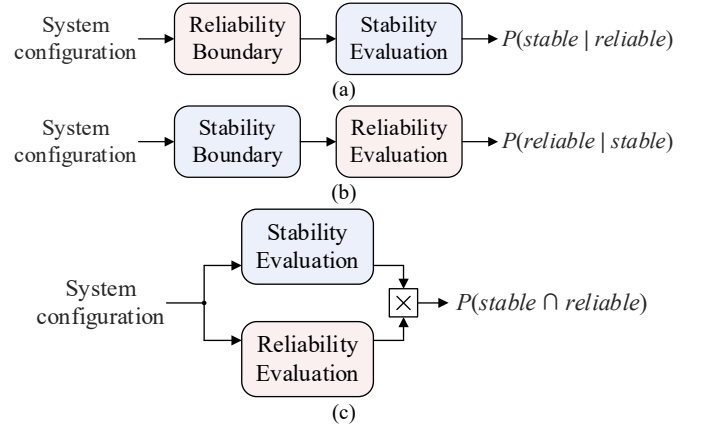 System
configuration
Reliability
Boundary
Stability
Evaluation
P(stable | reliable)
(a)
System
configuration
Stability
Boundary
Reliability
Evaluation
P(reliable | stable)
(b)
Stability
Evaluation
System
configuration
×
P(stable ∩ reliable)
Reliability
Evaluation
(c)